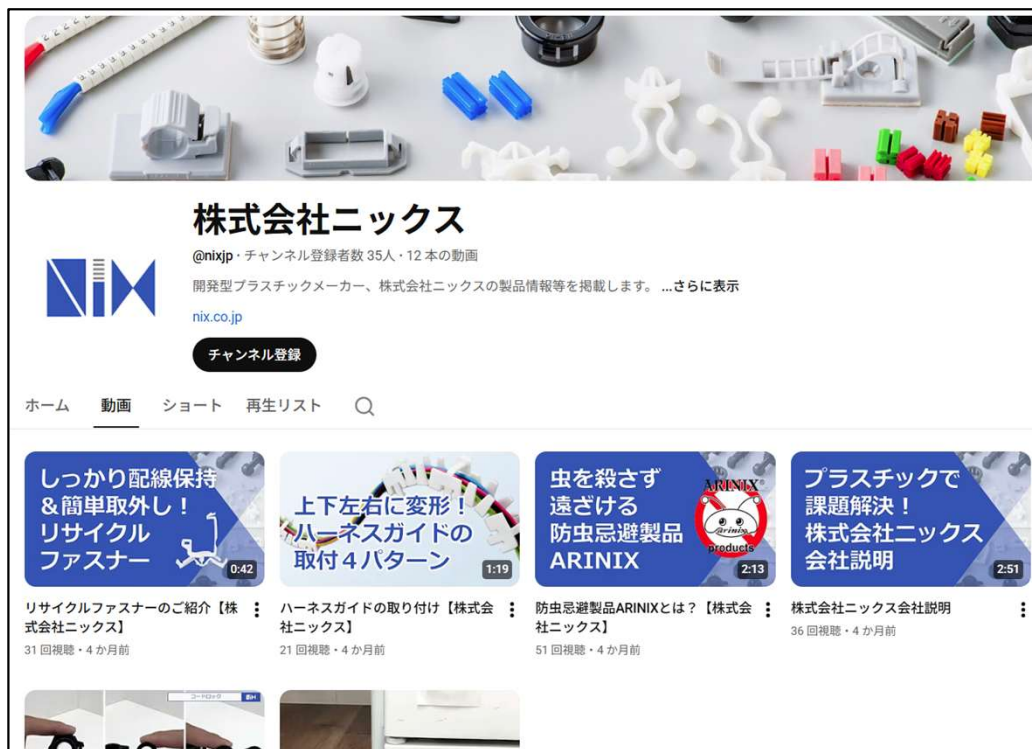 株式会社ニックス
@nixjp・チャンネル登録者数 35人・12 本の動画
開発型プラスチックメーカー、株式会社ニックスの製品情報等を掲載します。 ...さらに表示
nix.co.jp
チャンネル登録
NiX
ホーム 動画 ショート 再生リスト
しっかり配線保持
&簡単取外し！
リサイクル
ファスナー
0:42
リサイクルファスナーのご紹介【株
式会社ニックス】
31 回視聴・4 か月前
上下左右に変形！
ハーネスガイドの
取付４パターン
1:19
ハーネスガイドの取り付け【株式会
社ニックス】
21 回視聴・4 か月前
虫を殺さず
遠ざける
防虫忌避製品
ARINIX
ARINIX®
Arinix
products
2:13
防虫忌避製品ARINIXとは？【株式会
社ニックス】
51 回視聴・4 か月前
プラスチックで
課題解決！
株式会社ニックス
会社説明
2:51
株式会社ニックス会社説明
36 回視聴・4 か月前
コードロック NiX